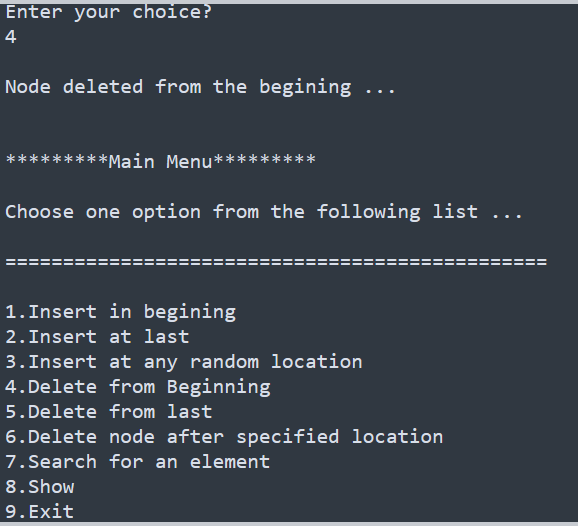 Enter your choice?
4
Node deleted from the begining ...
*********Main Menu*********
Choose one option from the following list ...
===============================================
1.Insert in begining
2.Insert at last
3.Insert at any random location
4.Delete from Beginning
5.Delete from last
6.Delete node after specified location
7.Search for an element
8.Show
9.Exit